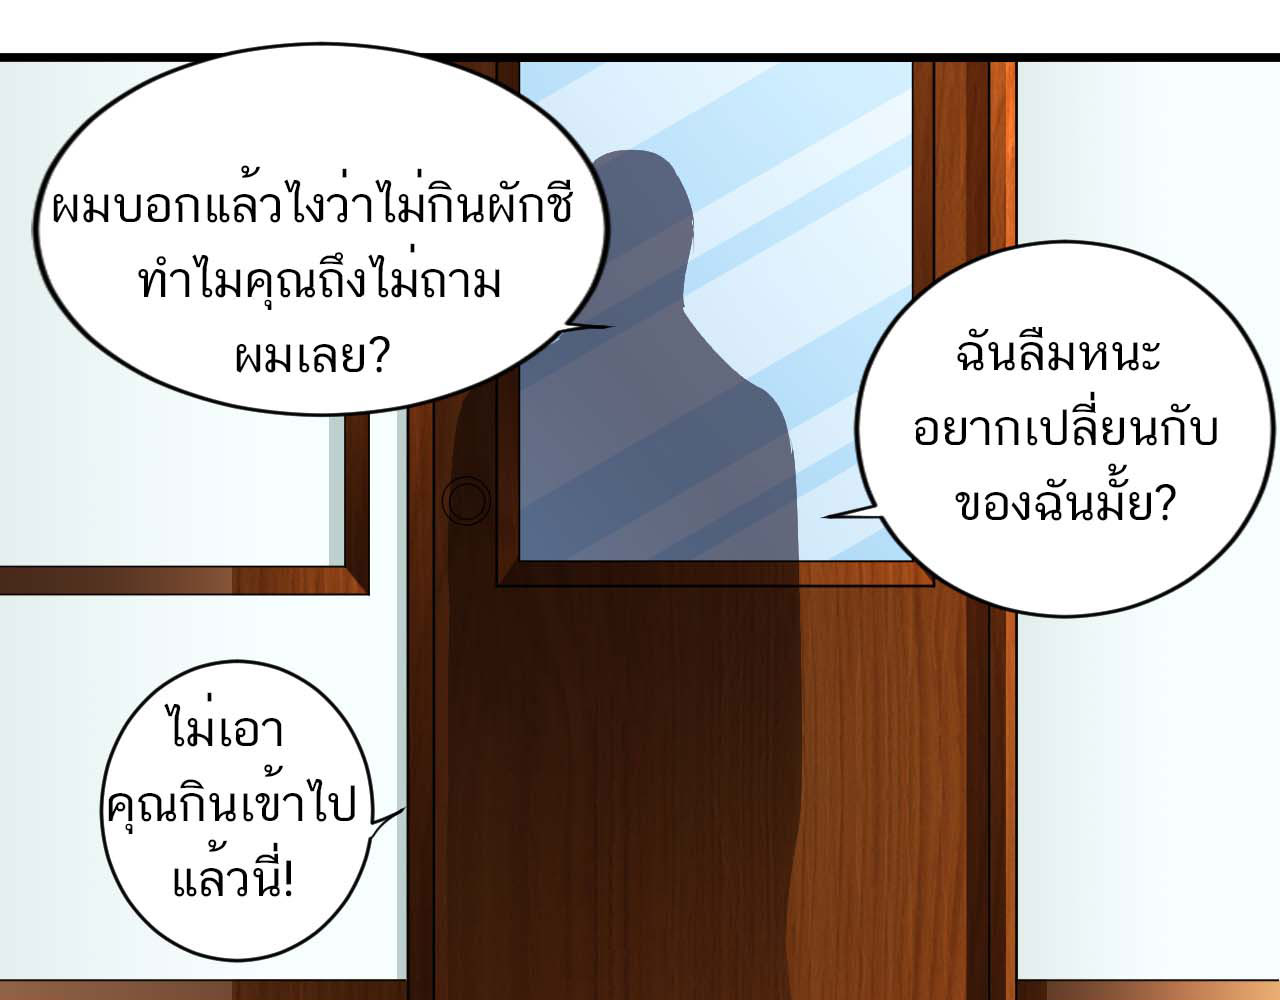 ผมบอกแล้วไงว่าไม่กินผักชี
ทำไมคุณถึงไม่ถาม
ผมเลย?
ฉันลืมหนะ
อยากเปลี่ยนกับ
ของฉันมั้ย?
ไม่เอา
คุณกินเข้าไป
แล้วนี่!